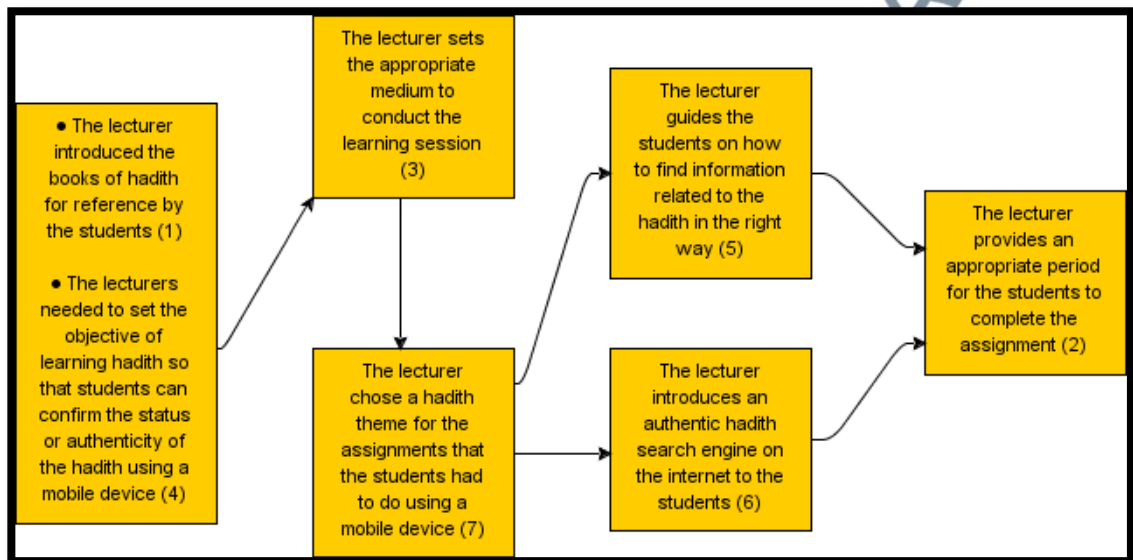 ● The lecturer
introduced the
books of hadith
for reference by
the students (1)
● The lecturers
needed to set the
objective of
learning hadith so
that students can
confirm the status
or authenticity of
the hadith using a
mobile device (4)
The lecturer sets
the appropriate
medium to
conduct the
learning session
(3)
The lecturer
chose a hadith
theme for the
assignments that
the students had
to do using a
mobile device (7)
The lecturer
guides the
students on how
to find information
related to the
hadith in the right
way (5)
The lecturer
introduces an
authentic hadith
search engine on
the internet to the
students (6)
The lecturer
provides an
appropriate period
for the students to
complete the
assignment (2)